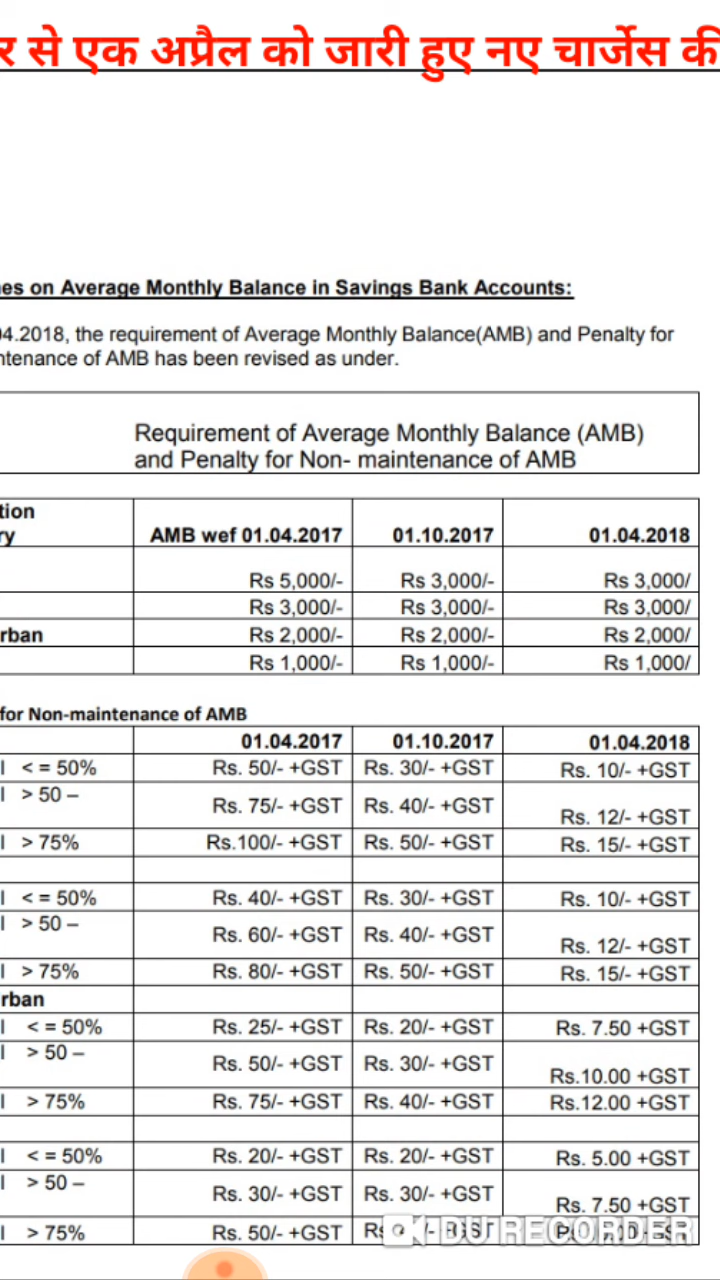 र से एक अप्रैल को जारी हुए नए चार्जेस की
es on Average Monthly Balance in Savings Bank Accounts:
04.2018, the requirement of Average Monthly Balance(AMB) and Penalty for
ntenance of AMB has been revised as under.
Requirement of Average Monthly Balance (AMB)
and Penalty for Non- maintenance of AMB
tion
ry AMB wef 01.04.2017 01.10.2017 01.04.2018
Rs 5,000/- Rs 3,000/- Rs 3,000/
Rs 3,000/- Rs 3,000/- Rs 3,000/
rban Rs 2,000/- Rs 2,000/- Rs 2,000/
Rs 1,000/- Rs 1,000/- Rs 1,000/
for Non-maintenance of AMB
01.04.2017 01.10.2017 01.04.2018
l < = 50% Rs. 50/- +GST Rs. 30/- +GST Rs. 10/- +GST
l > 50 – Rs. 75/- +GST Rs. 40/- +GST Rs. 12/- +GST
l > 75% Rs.100/- +GST Rs. 50/- +GST Rs. 15/- +GST
l < = 50% Rs. 40/- +GST Rs. 30/- +GST Rs. 10/- +GST
l > 50 – Rs. 60/- +GST Rs. 40/- +GST Rs. 12/- +GST
l > 75% Rs. 80/- +GST Rs. 50/- +GST Rs. 15/- +GST
rban
l < = 50% Rs. 25/- +GST Rs. 20/- +GST Rs. 7.50 +GST
l > 50 – Rs. 50/- +GST Rs. 30/- +GST Rs.10.00 +GST
l > 75% Rs. 75/- +GST Rs. 40/- +GST Rs.12.00 +GST
l < = 50% Rs. 20/- +GST Rs. 20/- +GST Rs. 5.00 +GST
l > 50 – Rs. 30/- +GST Rs. 30/- +GST Rs. 7.50 +GST
l > 75% Rs. 50/- +GST
DU RECORDER